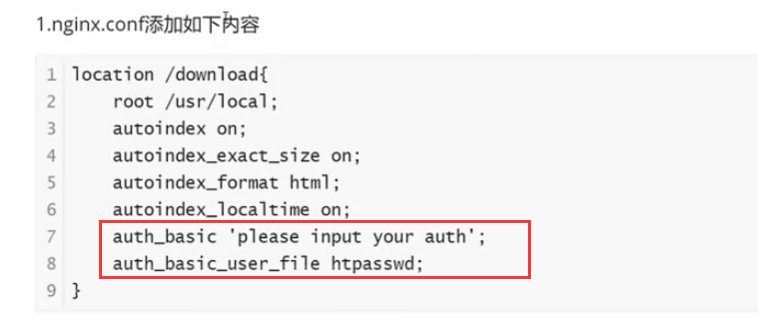 1.nginx.conf添加如下内容
1 location /download{
2     root /usr/local;
3     autoindex on;
4     autoindex_exact_size on;
5     autoindex_format html;
6     autoindex_localtime on;
7     auth_basic 'please input your auth';
8     auth_basic_user_file htpasswd;
9 }